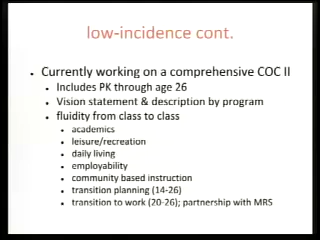 low-incidence cont.
Currently working on a comprehensive COC II
Includes PK through age 26
Vision statement & description by program
fluidity from class to class
academics
leisure/recreation
daily living
employability
community based instruction
transition planning (14-26)
transition to work (20-26); partnership with MRS